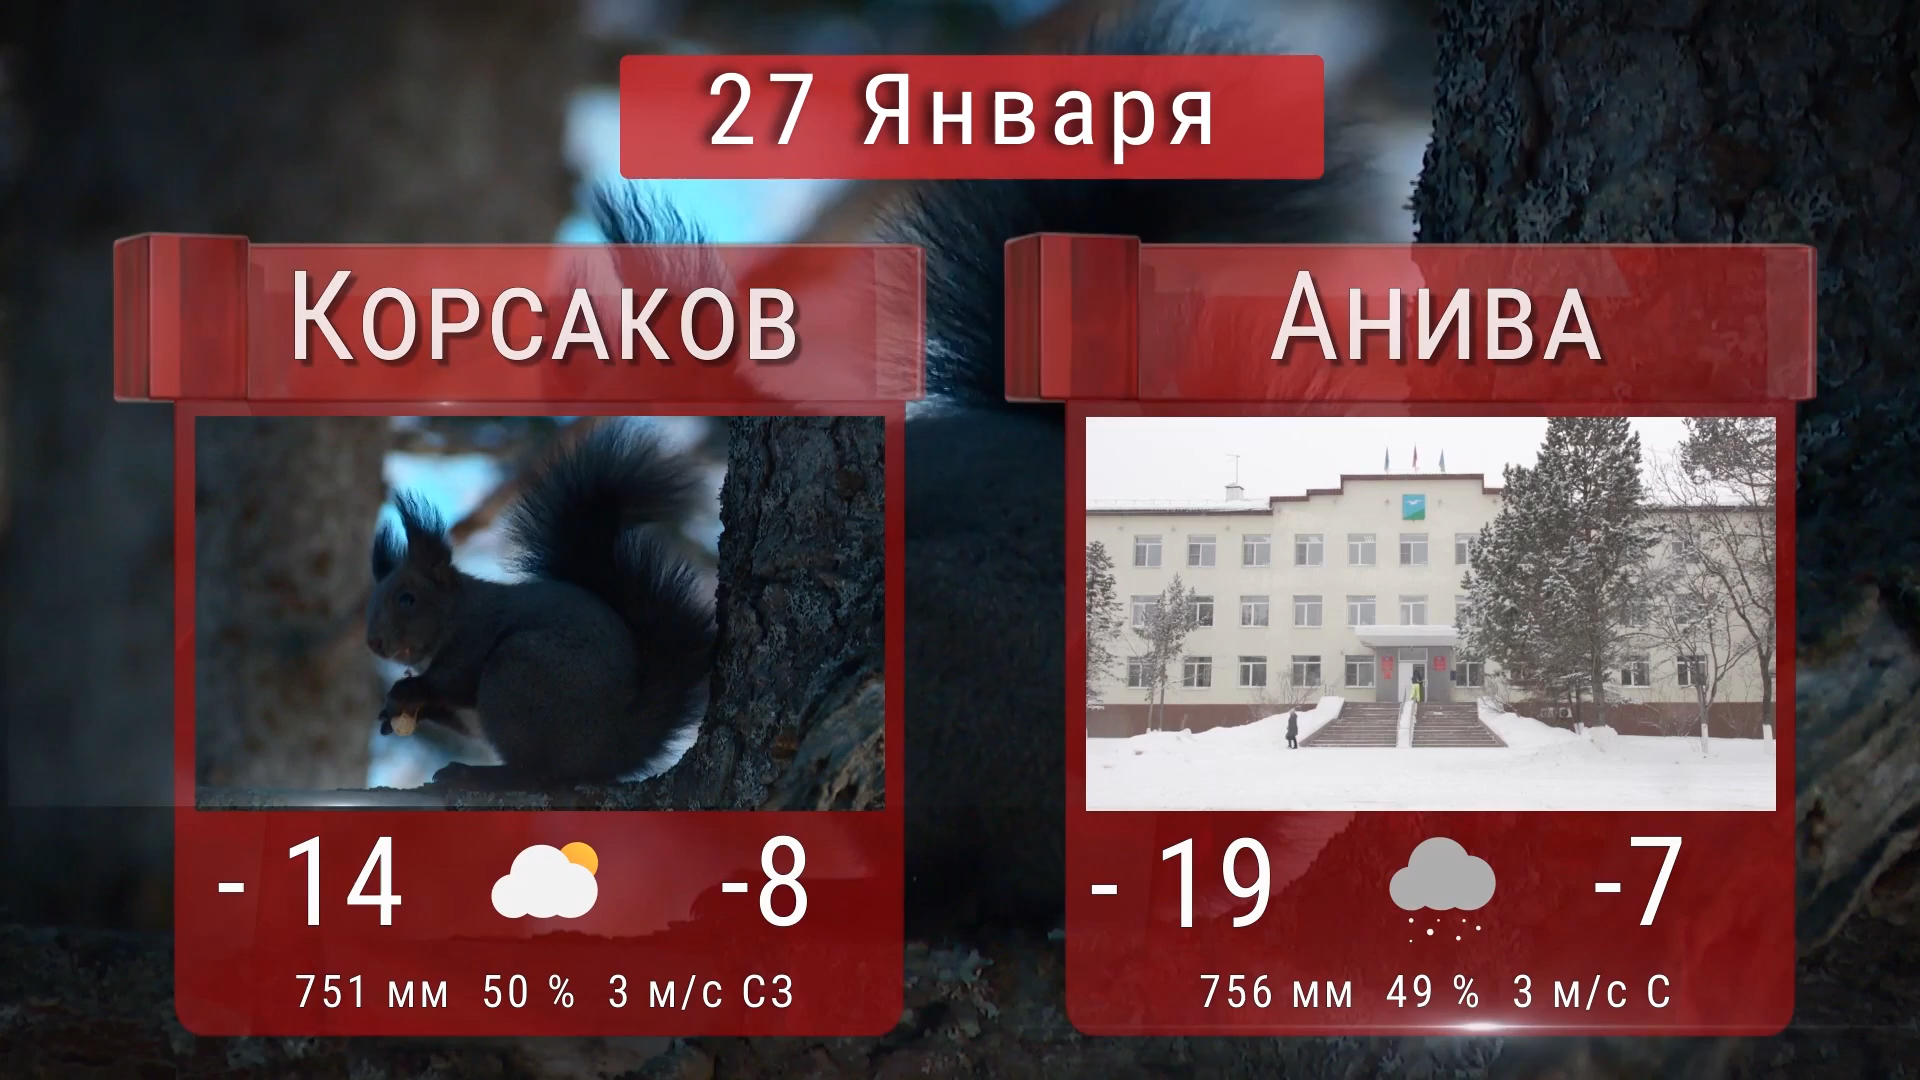 27 Января
Корсаков
- 14 -8
751 мм 50 % 3 м/с СЗ
Анива
- 19 -7
756 мм 49 % 3 м/с С